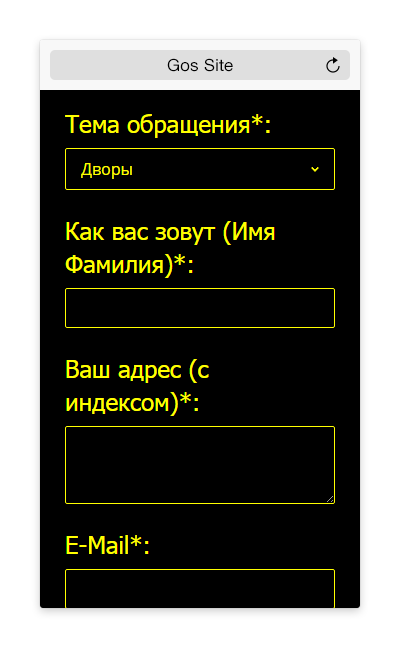 Gos Site
Тема обращения*:
Дворы
Как вас зовут (Имя
Фамилия)*:
Ваш адрес (с
индексом)*:
E-Mail*: